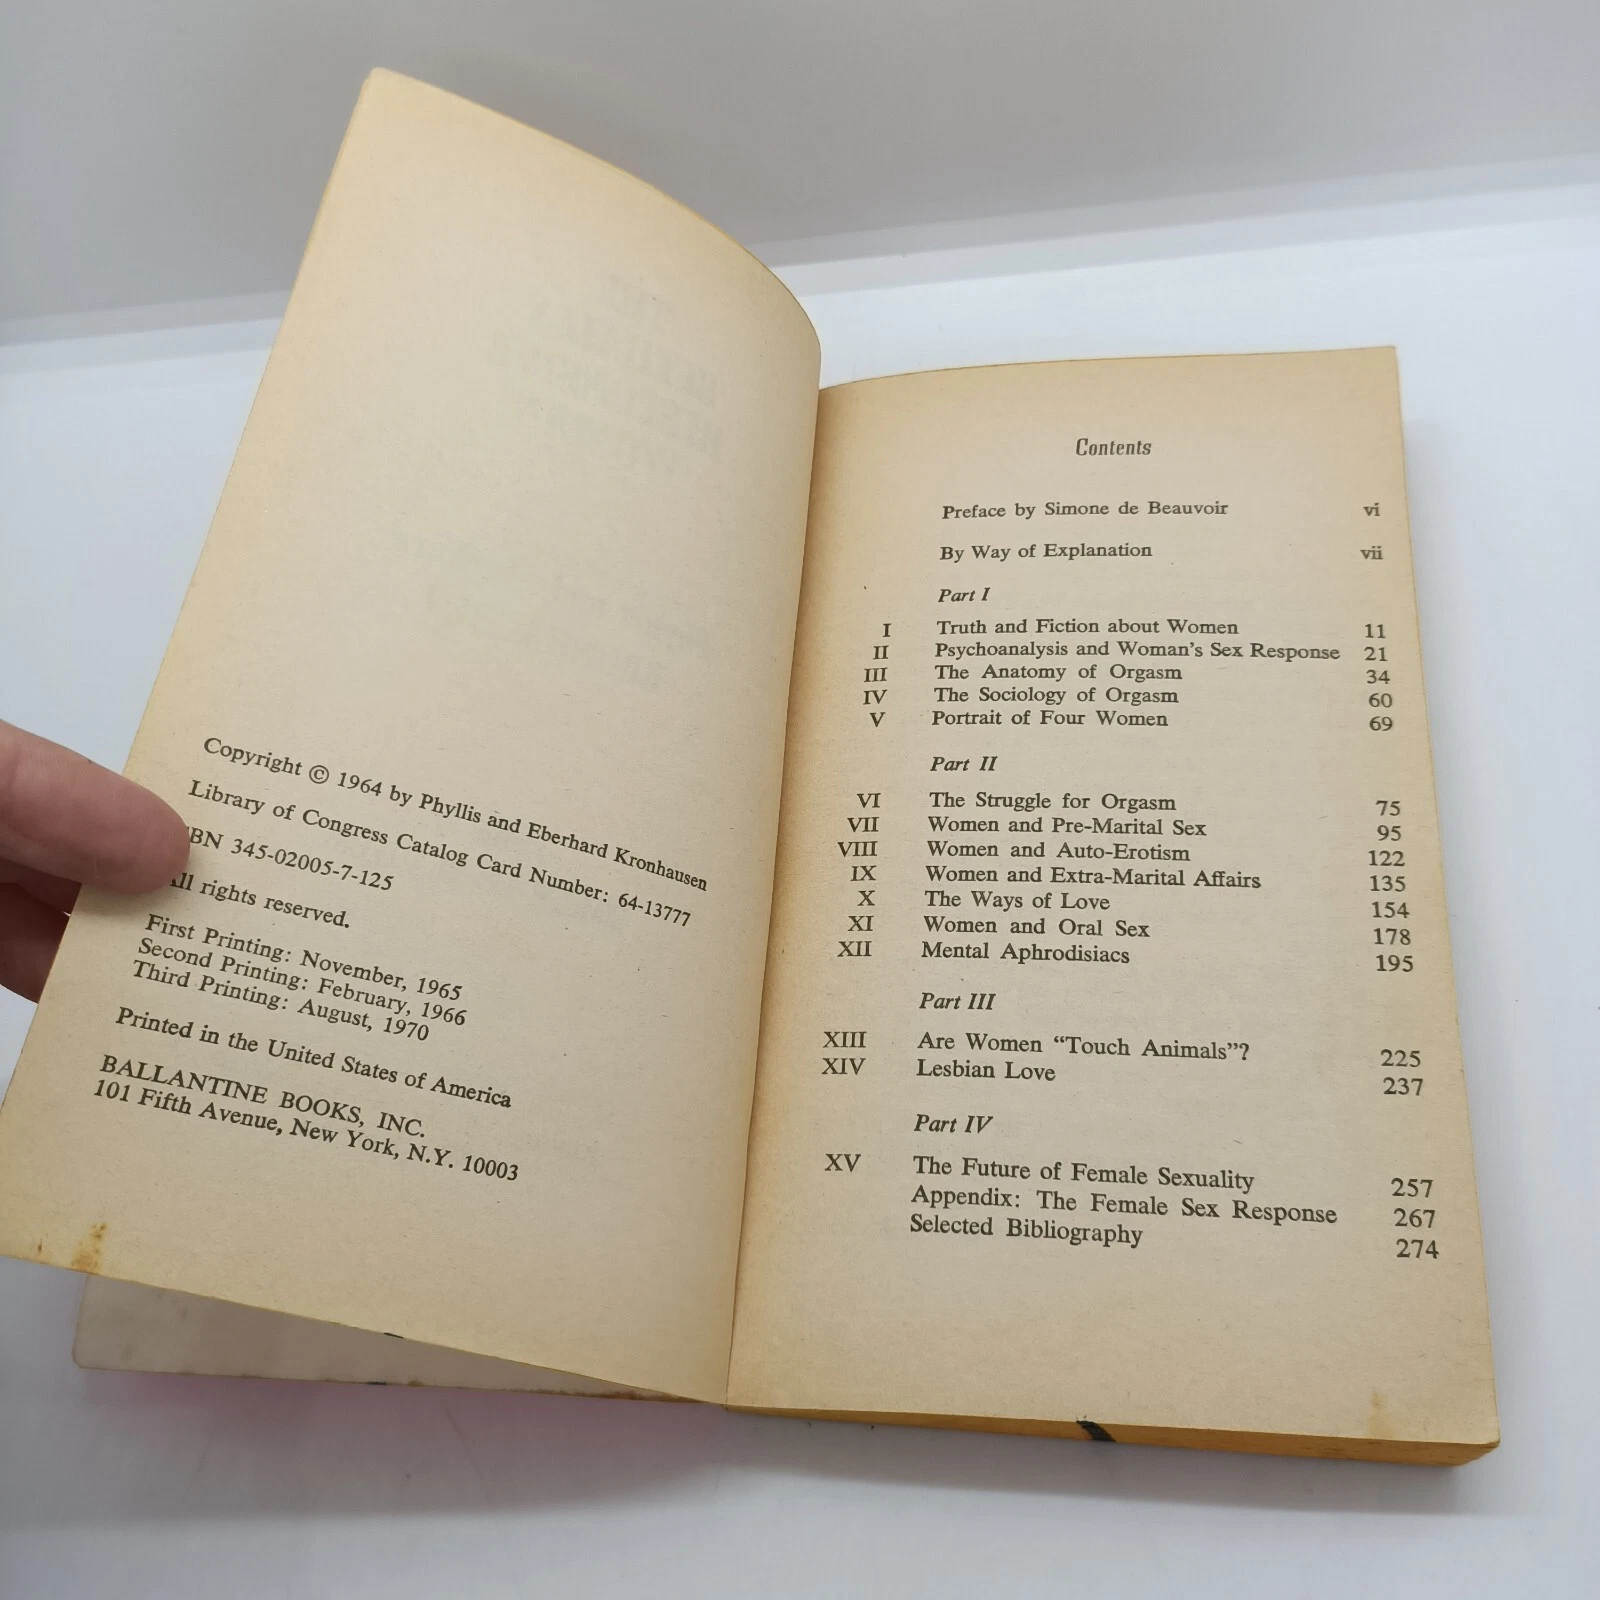 Copyright © 1964 by Phyllis and Eberhard Kronhausen
Library of Congress Catalog Card Number: 64-13777
BN 345-02005-7-125
All rights reserved.
First Printing: November, 1965
Second Printing: February, 1966
Third Printing: August, 1970
Printed in the United States of America
BALLANTINE BOOKS, INC.
101 Fifth Avenue, New York, N.Y. 10003
Contents
Preface by Simone de Beauvoir vi
By Way of Explanation vii
Part I
I Truth and Fiction about Women 11
II Psychoanalysis and Woman's Sex Response 21
III The Anatomy of Orgasm 34
IV The Sociology of Orgasm 60
V Portrait of Four Women 69
Part II
VI The Struggle for Orgasm 75
VII Women and Pre-Marital Sex 95
VIII Women and Auto-Erotism 122
IX Women and Extra-Marital Affairs 135
X The Ways of Love 154
XI Women and Oral Sex 178
XII Mental Aphrodisiacs 195
Part III
XIII Are Women “Touch Animals”? 225
XIV Lesbian Love 237
Part IV
XV The Future of Female Sexuality 257
Appendix: The Female Sex Response 267
Selected Bibliography 274